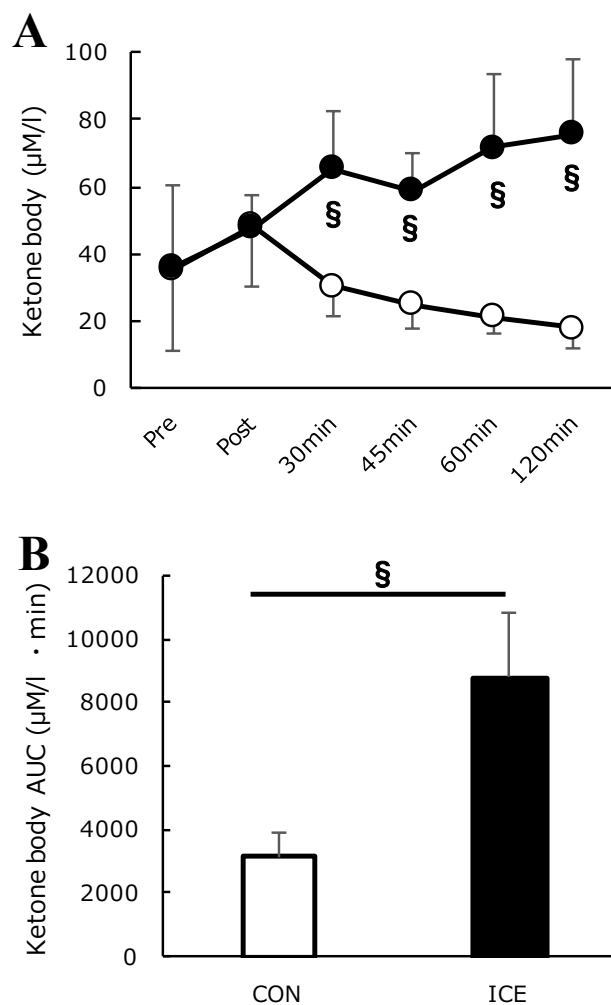 A
Ketone body (μM/l)
100
80
60
40
20
0
§ § § §
Pre Post 30min 45min 60min 120min
B
Ketone body AUC (μM/l ・min)
12000
10000
8000
6000
4000
2000
0
§
CON ICE